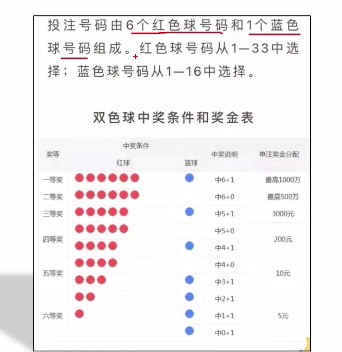 投注号码由6个红色球号码和1个蓝色
球号码组成。红色球号码从1—33中选
择；蓝色球号码从1—16中选择。
双色球中奖条件和奖金表
奖等 中奖条件 中奖说明 单注奖金分配
红球 蓝球
一等奖 中6+1 最高1000万
二等奖 中6+0 最高500万
三等奖 中5+1 3000元
四等奖 中5+0 200元
中4+1
五等奖 中4+0 10元
中3+1
六等奖 中2+1 5元
中1+1
中0+1